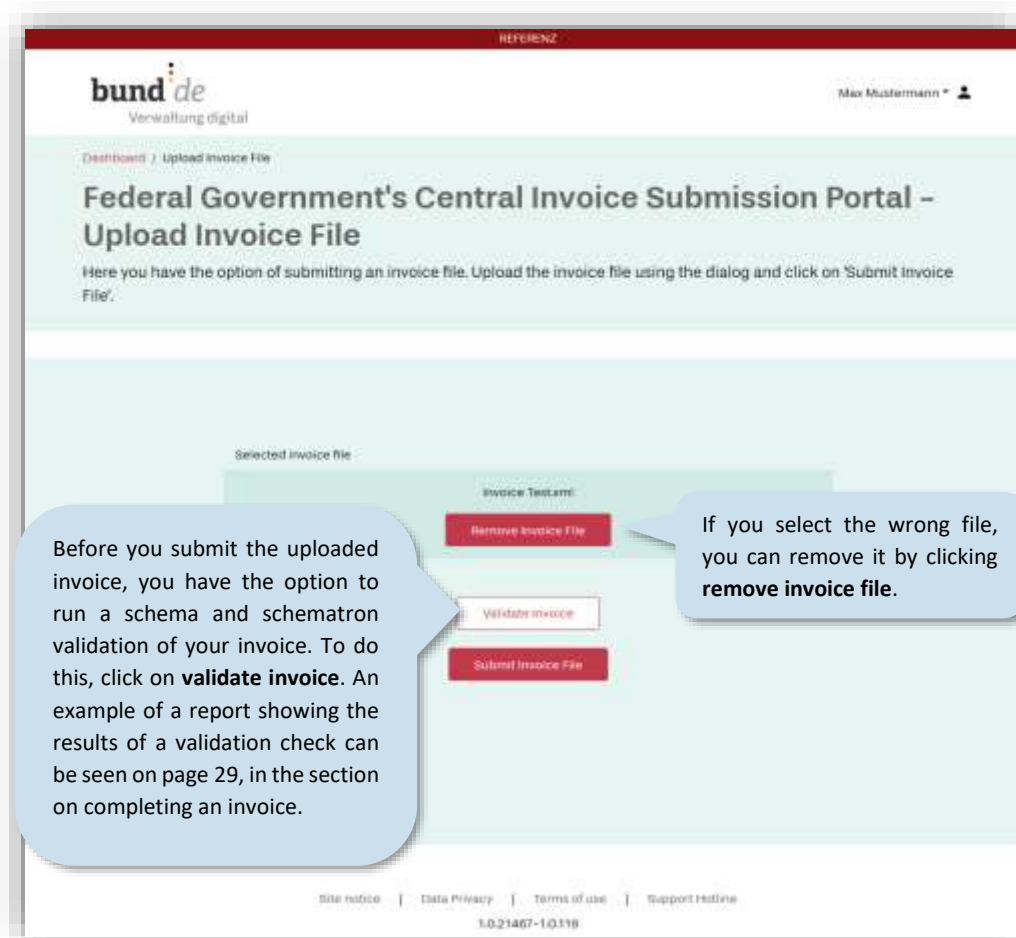 REFERENZ
bund de
Verwaltung digital
Max Mustermann
Dashboard / Upload Invoice File
Federal Government's Central Invoice Submission Portal –
Upload Invoice File
Here you have the option of submitting an invoice file. Upload the invoice file using the dialog and click on 'Submit Invoice
File'.
Selected invoice file
Invoice Test.xml
Remove Invoice File
If you select the wrong file,
you can remove it by clicking
remove invoice file.
Before you submit the uploaded
invoice, you have the option to
run a schema and schematron
validation of your invoice. To do
this, click on validate invoice. An
example of a report showing the
results of a validation check can
be seen on page 29, in the section
on completing an invoice.
Validate invoice
Submit Invoice File
Site notice | Data Privacy | Terms of use | Support Hotline
1.0.21467-1.0.119